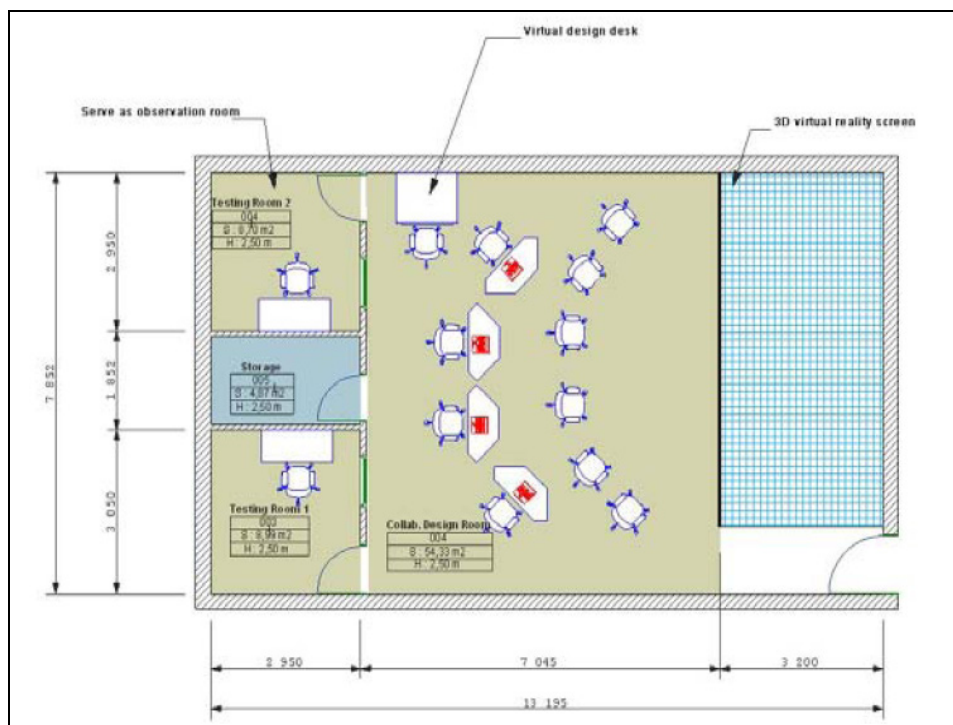 Virtual design desk
Serve as observation room
3D virtual reality screen
Testing Room 2
004
S : 8,70 m2
H : 2,50 m
2 950
7 852
1 852
Storage
005
S : 4,87 m2
H : 2,50 m
3 050
Testing Room 1
003
S : 8,99 m2
H : 2,50 m
Collab. Design Room
004
S : 54,33 m2
H : 2,50 m
2 950
7 045
3 200
13 195